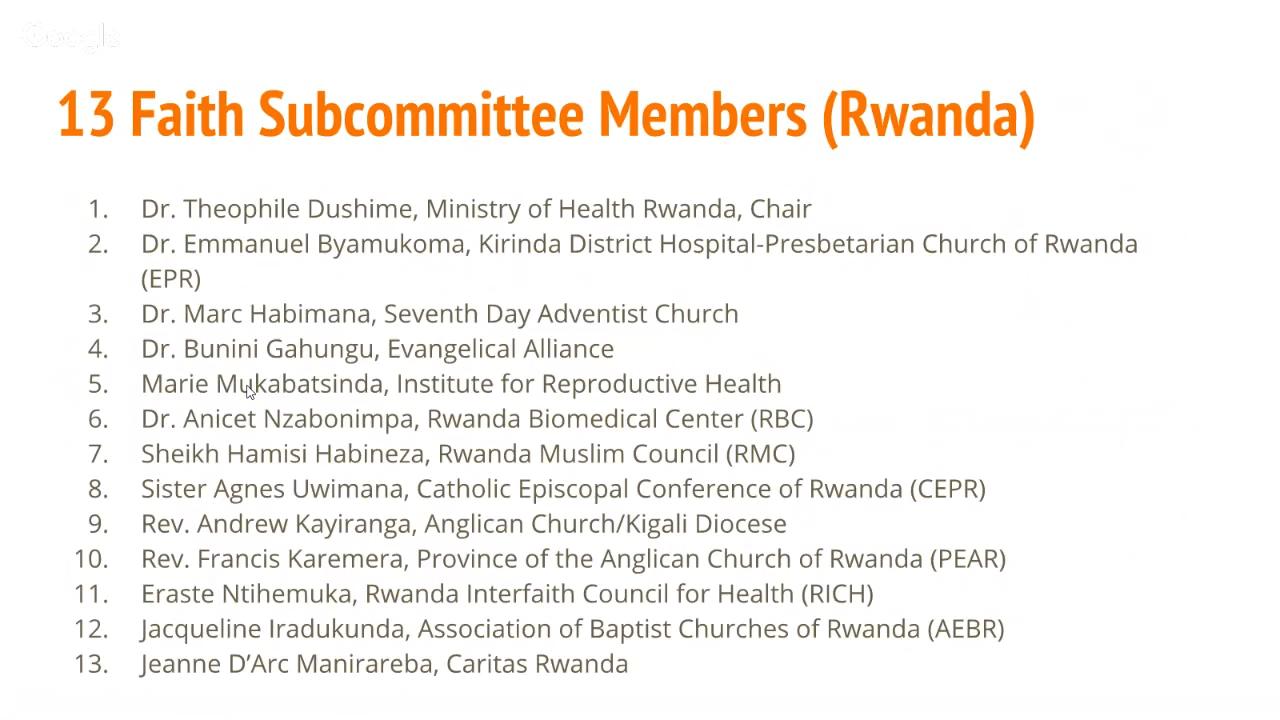 Google
13 Faith Subcommittee Members (Rwanda)
1. Dr. Theophile Dushime, Ministry of Health Rwanda, Chair
2. Dr. Emmanuel Byamukoma, Kirinda District Hospital-Presbetarian Church of Rwanda
(EPR)
3. Dr. Marc Habimana, Seventh Day Adventist Church
4. Dr. Bunini Gahungu, Evangelical Alliance
5. Marie Mukabatsinda, Institute for Reproductive Health
6. Dr. Anicet Nzabonimpa, Rwanda Biomedical Center (RBC)
7. Sheikh Hamisi Habineza, Rwanda Muslim Council (RMC)
8. Sister Agnes Uwimana, Catholic Episcopal Conference of Rwanda (CEPR)
9. Rev. Andrew Kayiranga, Anglican Church/Kigali Diocese
10. Rev. Francis Karemera, Province of the Anglican Church of Rwanda (PEAR)
11. Eraste Ntihemuka, Rwanda Interfaith Council for Health (RICH)
12. Jacqueline Iradukunda, Association of Baptist Churches of Rwanda (AEBR)
13. Jeanne D’Arc Manirareba, Caritas Rwanda